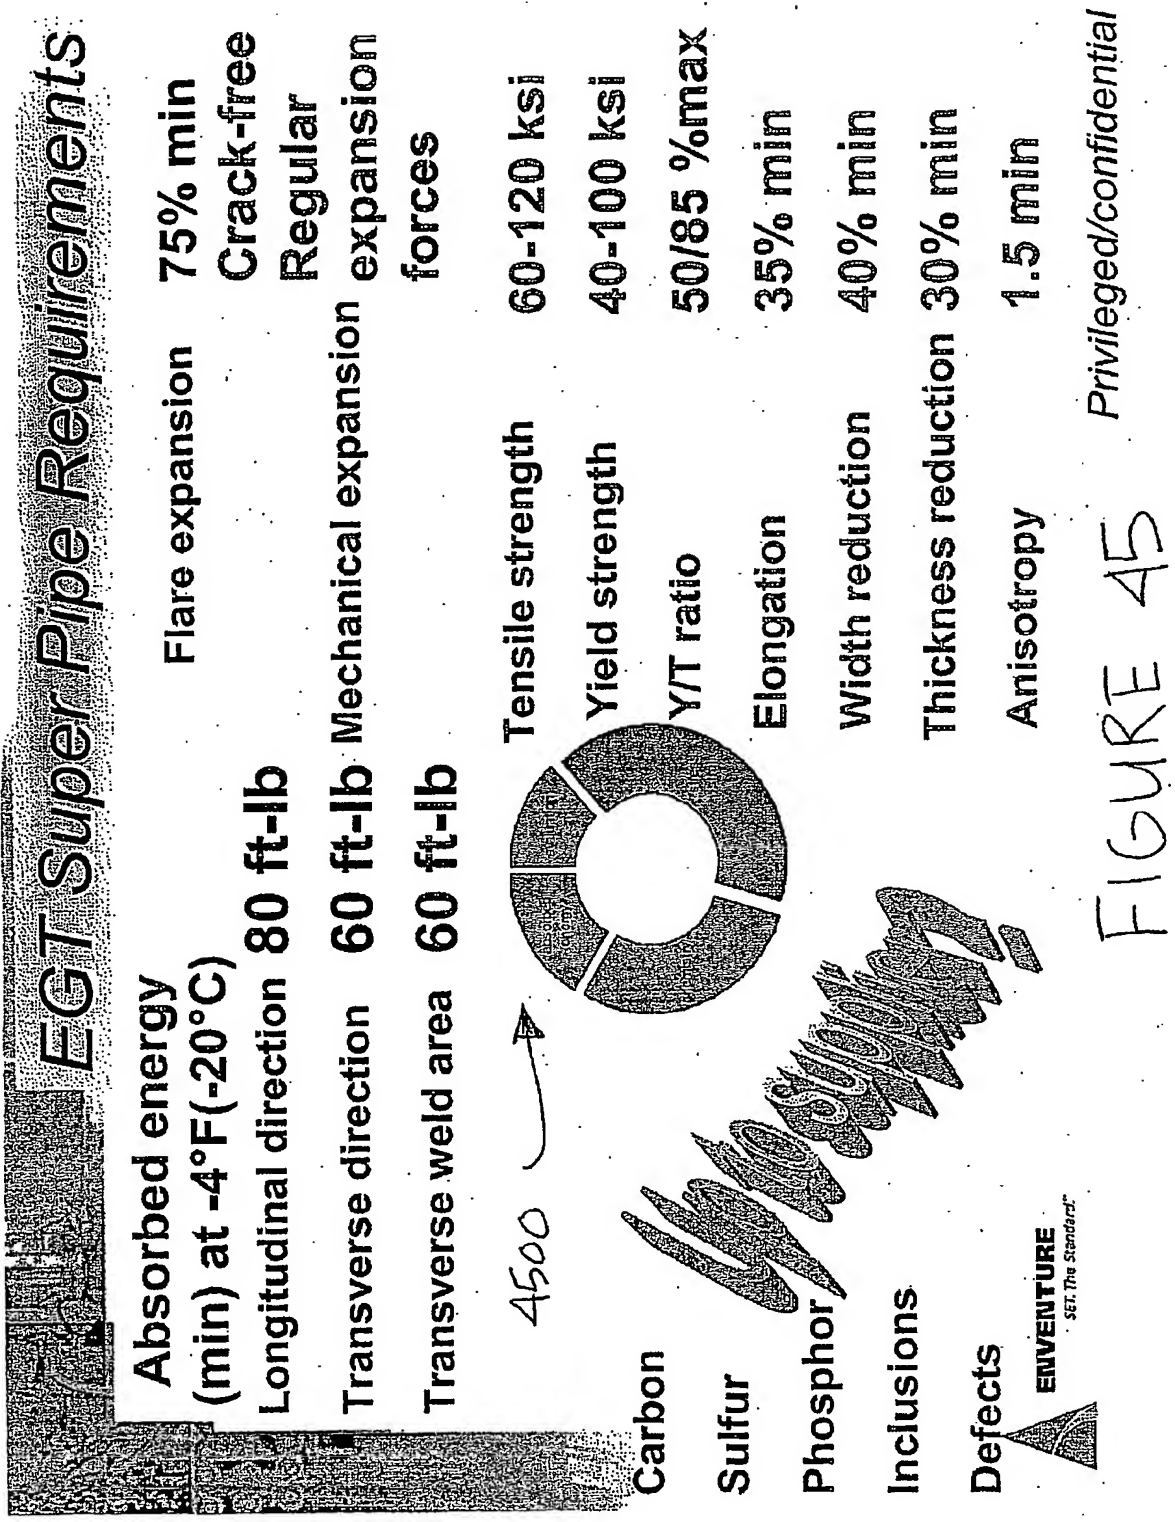 EGT Super Pipe Requirements
Absorbed energy
(min) at -4°F(-20°C)
Longitudinal direction 80 ft-lb
Transverse direction 60 ft-lb
Transverse weld area 60 ft-lb
Flare expansion 75% min
Crack-free
Mechanical expansion Regular
expansion
forces
4500
Tensile strength 60-120 ksi
Yield strength 40-100 ksi
Y/T ratio 50/85 %max
Elongation 35% min
Width reduction 40% min
Thickness reduction 30% min
Anisotropy 1.5 min
Carbon
Sulfur
Phosphor
Inclusions
Defects
ENVENTURE
SET. The Standard.™
Privileged/confidential
FIGURE 45